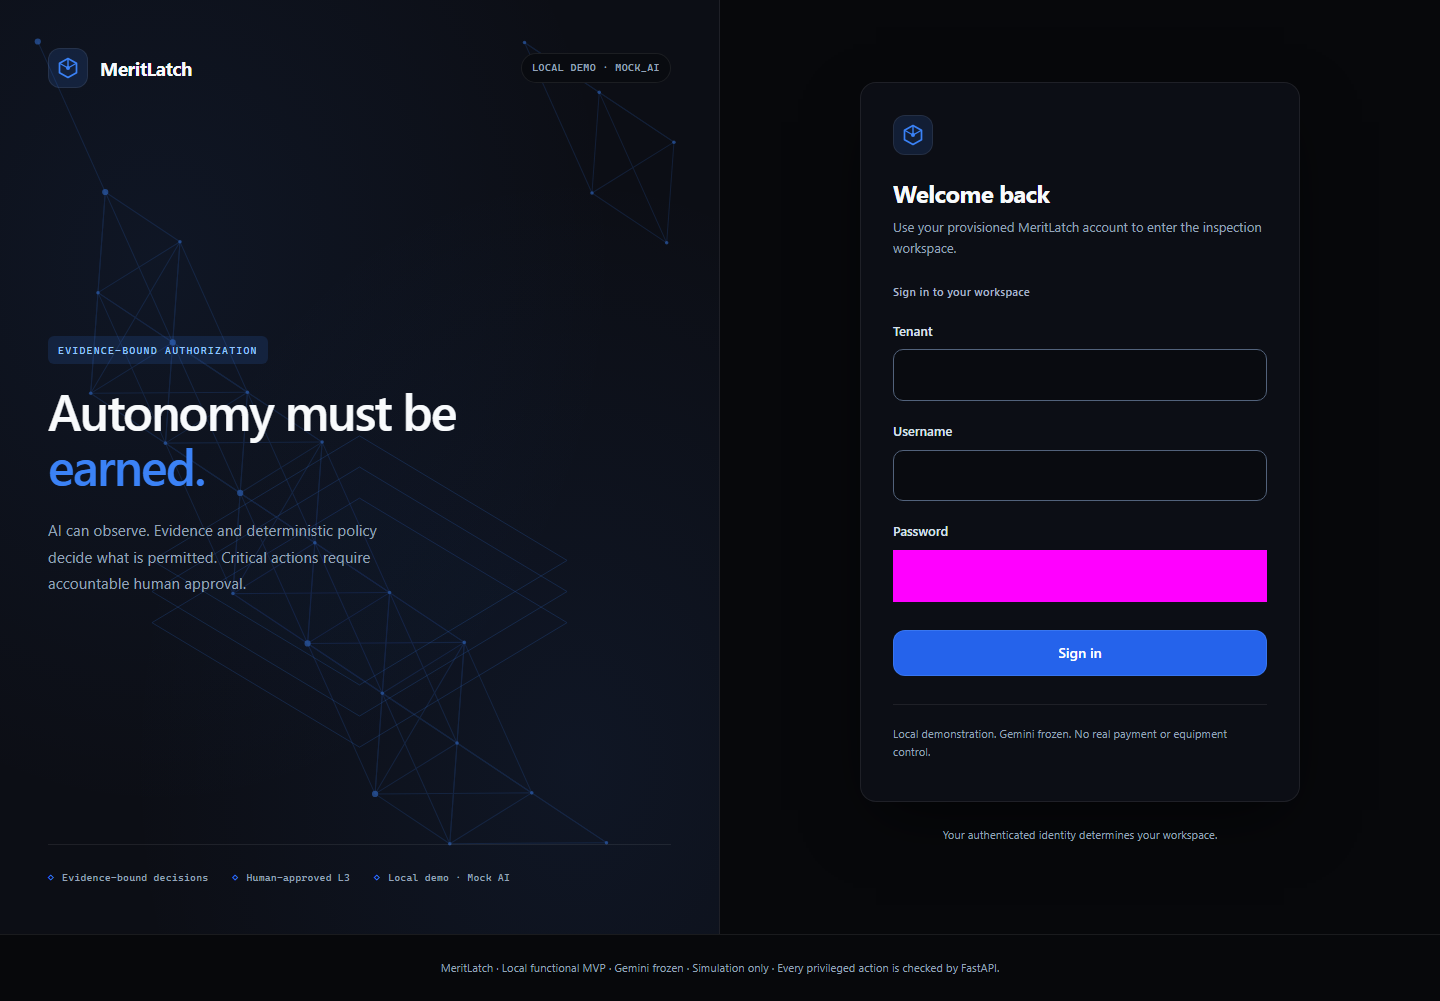 MeritLatch
LOCAL DEMO · MOCK_AI
EVIDENCE-BOUND AUTHORIZATION
Autonomy must be
earned.
AI can observe. Evidence and deterministic policy
decide what is permitted. Critical actions require
accountable human approval.
◇ Evidence-bound decisions ◇ Human-approved L3 ◇ Local demo · Mock AI
Welcome back
Use your provisioned MeritLatch account to enter the inspection
workspace.
Sign in to your workspace
Tenant
Username
Password
Sign in
Local demonstration. Gemini frozen. No real payment or equipment
control.
Your authenticated identity determines your workspace.
MeritLatch · Local functional MVP · Gemini frozen · Simulation only · Every privileged action is checked by FastAPI.